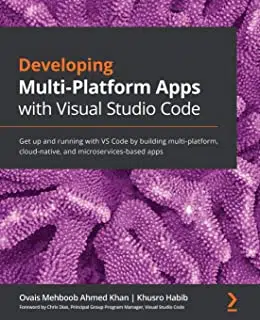 Developing
Multi-Platform Apps
with Visual Studio Code
Get up and running with VS Code by building multi-platform,
cloud-native, and microservices-based apps
Ovais Mehboob Ahmed Khan | Khusro Habib
Foreword by Chris Dias, Principal Group Program Manager, Visual Studio Code